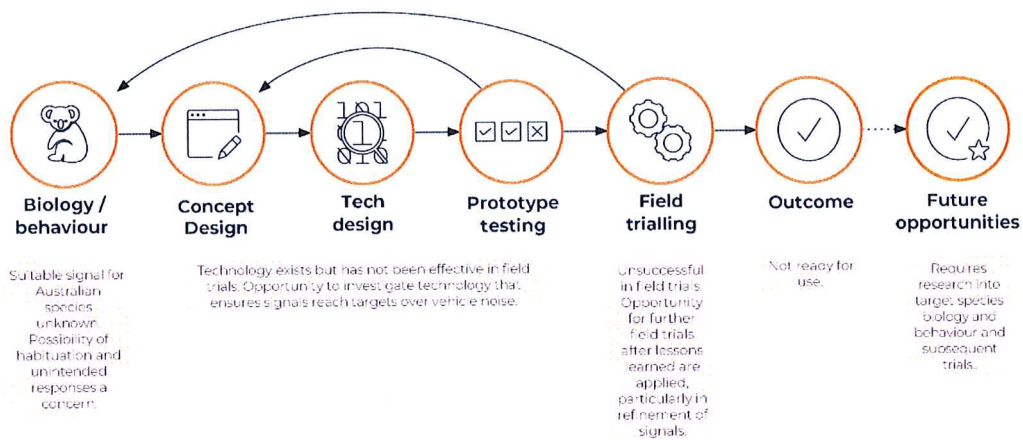 101
1
010
Biology /
behaviour
Concept
Design
Tech
design
Prototype
testing
Field
trialling
Outcome
Future
opportunities
Suitable signal for
Australian
species
unknown.
Possibility of
habituation and
unintended
responses a
concern.
Technology exists but has not been effective in field
trials. Opportunity to investigate technology that
ensures signals reach targets over vehicle noise.
Unsuccessful
in field trials.
Opportunity
for further
field trials
after lessons
learned are
applied,
particularly in
refinement of
signals.
Not ready for
use.
Requires
research into
target species
biology and
behaviour and
subsequent
trials.